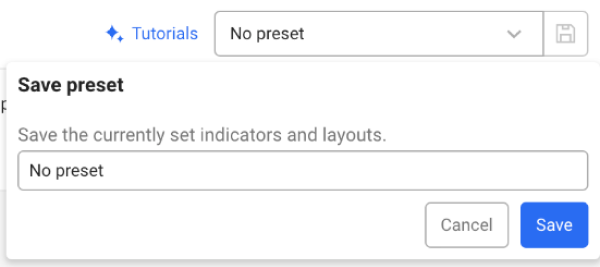 Tutorials
No preset
Save preset
Save the currently set indicators and layouts.
No preset
Cancel
Save